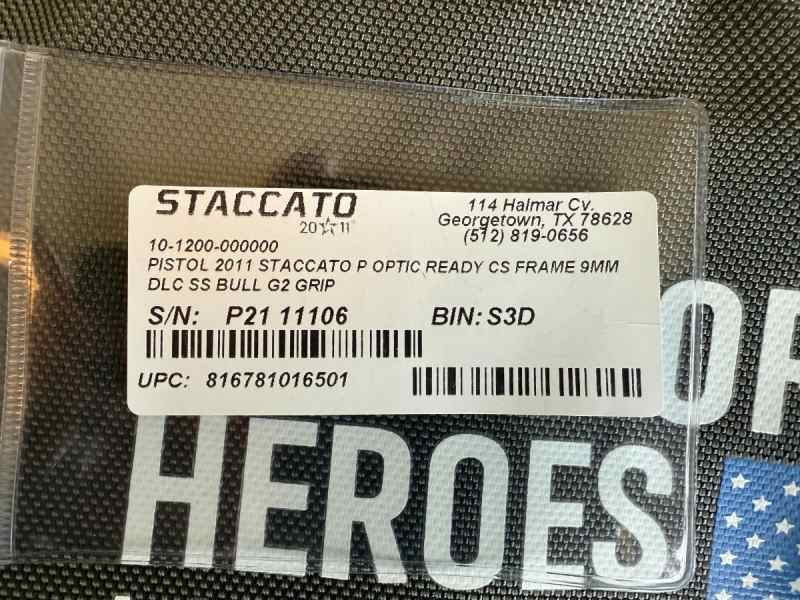 STACCATO
2011
114 Halmar Cv.
Georgetown, TX 78628
(512) 819-0656
10-1200-000000
PISTOL 2011 STACCATO P OPTIC READY CS FRAME 9MM
DLC SS BULL G2 GRIP
S/N: P21 11106 BIN: S3D
UPC: 816781016501
OR
HEROES